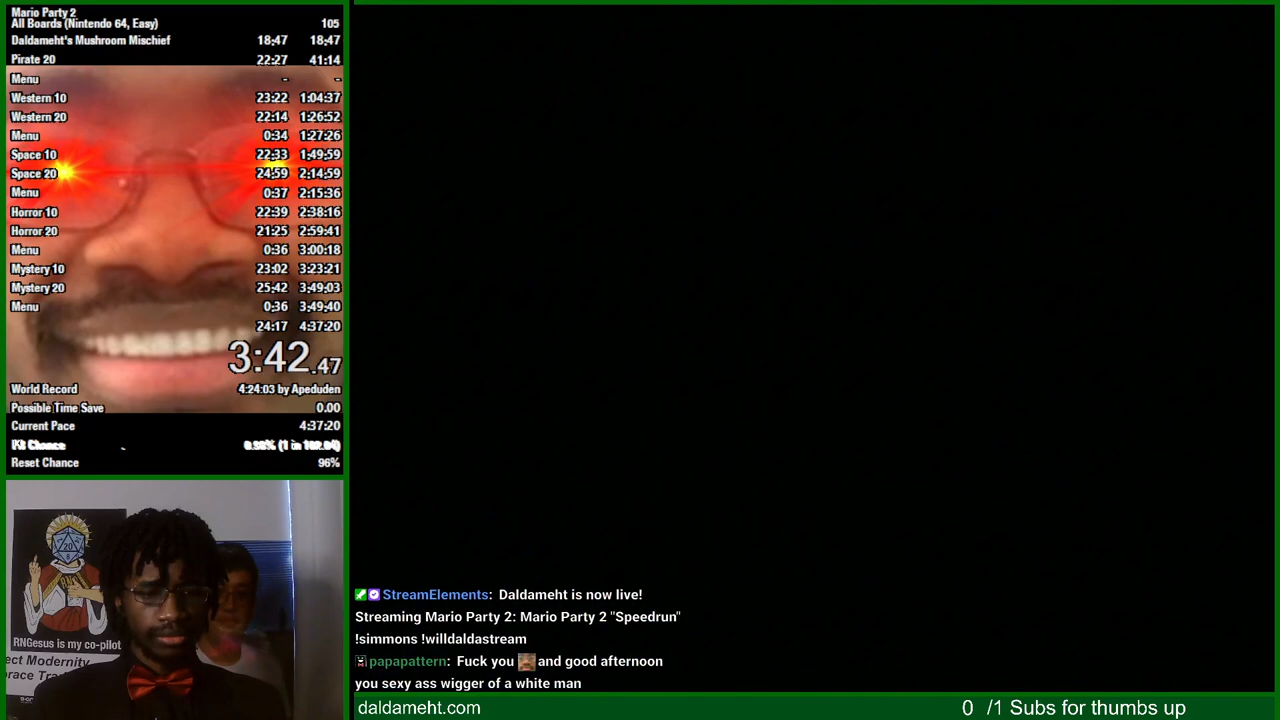 Mario Party 2
All Boards (Nintendo 64, Easy) 105
Daldameht's Mushroom Mischief 18:47 18:47
Pirate 20 22:27 41:14
Menu - -
Western 10 23:22 1:04:37
Western 20 22:14 1:26:52
Menu 0:34 1:27:26
Space 10 22:33 1:49:59
Space 20 24:59 2:14:59
Menu 0:37 2:15:36
Horror 10 22:39 2:38:16
Horror 20 21:25 2:59:41
Menu 0:36 3:00:18
Mystery 10 23:02 3:23:21
Mystery 20 25:42 3:49:03
Menu 0:36 3:49:40
24:17 4:37:20
3:42.47
World Record 4:24:03 by Apeduden
Possible Time Save 0.00
Current Pace 4:37:20
Chance
Reset Chance 96%
20
RNGesus is my co-pilot
ect Modernity
brace Tra
StreamElements: Daldameht is now live!
Streaming Mario Party 2: Mario Party 2 "Speedrun"
!simmons !willdaldastream
papapattern: Fuck you and good afternoon
you sexy ass wigger of a white man
daldameht.com 0 /1 Subs for thumbs up